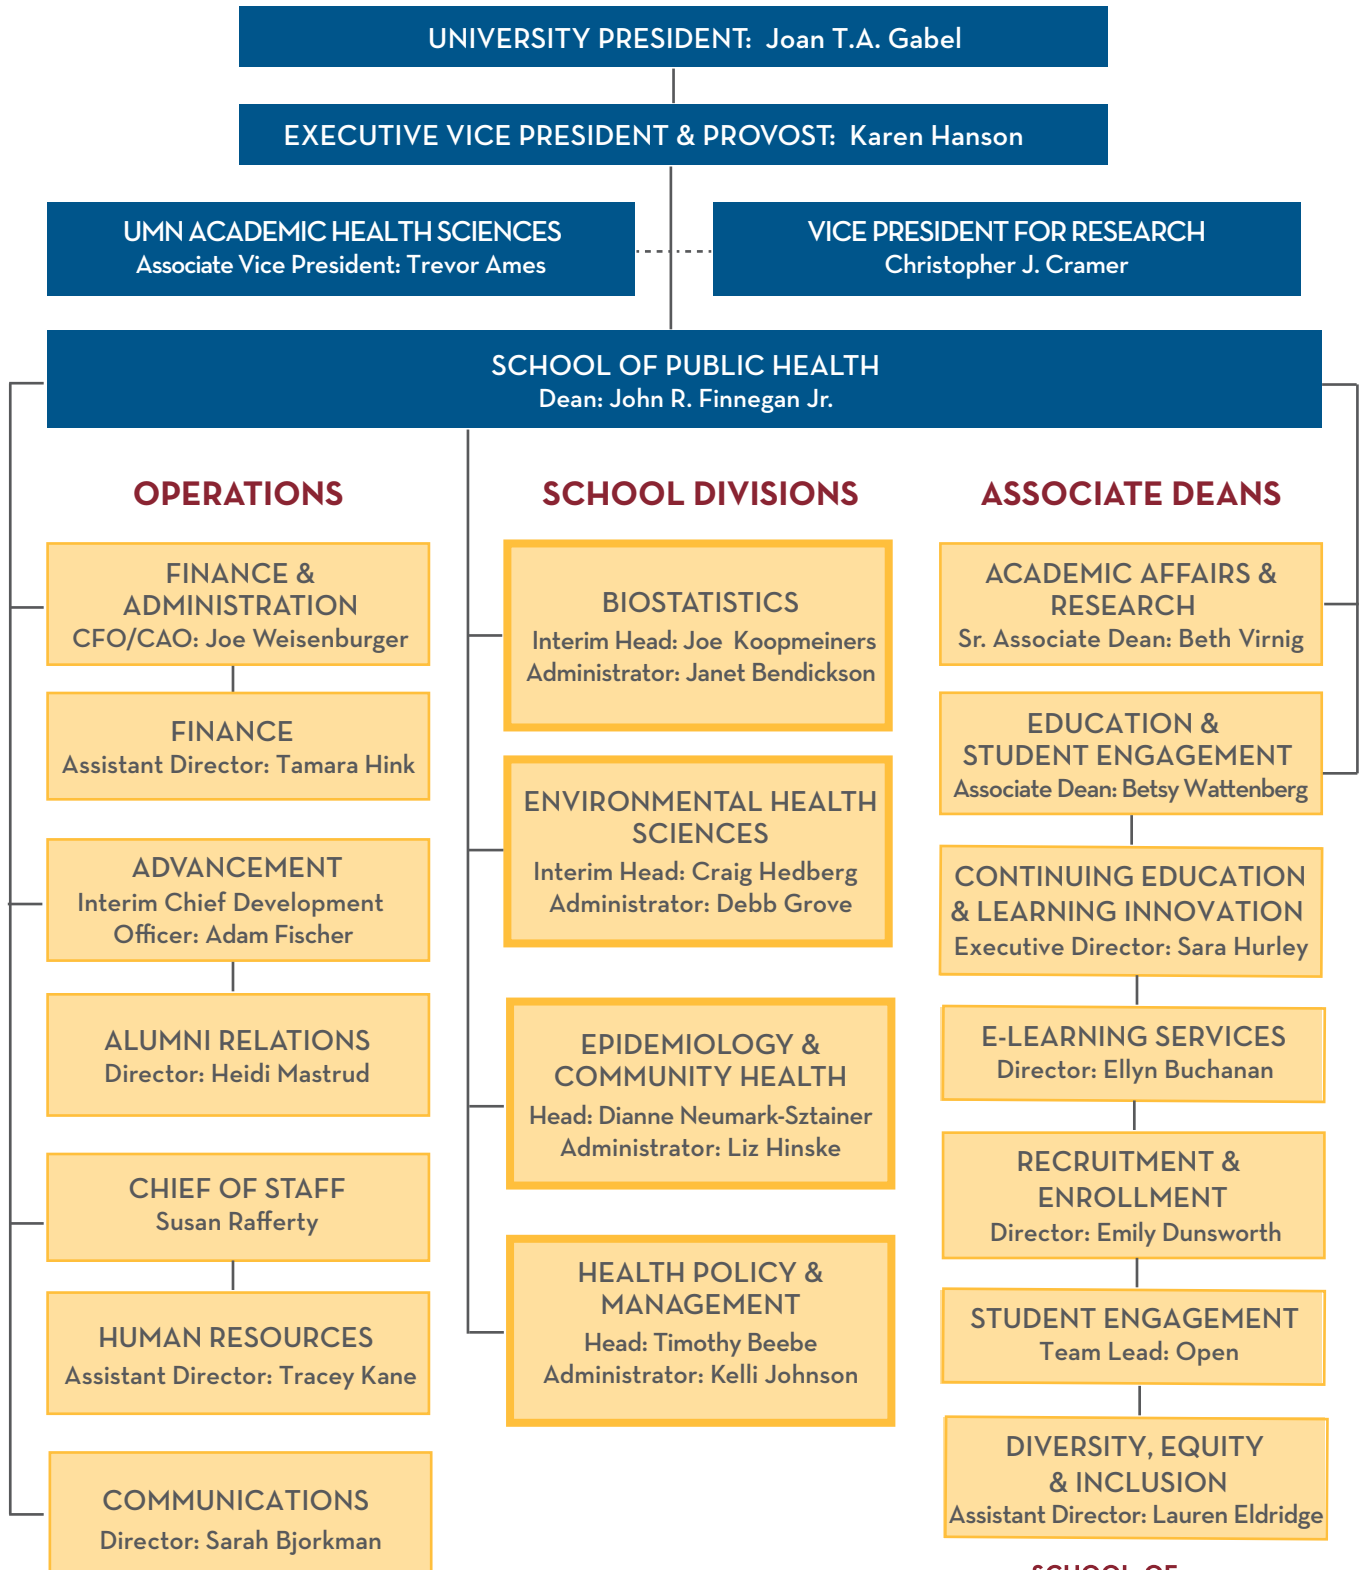 UNIVERSITY PRESIDENT: Joan T.A. Gabel
EXECUTIVE VICE PRESIDENT & PROVOST: Karen Hanson
UMN ACADEMIC HEALTH SCIENCES
Associate Vice President: Trevor Ames
VICE PRESIDENT FOR RESEARCH
Christopher J. Cramer
SCHOOL OF PUBLIC HEALTH
Dean: John R. Finnegan Jr.
OPERATIONS
FINANCE &
ADMINISTRATION
CFO/CAO: Joe Weisenburger
FINANCE
Assistant Director: Tamara Hink
ADVANCEMENT
Interim Chief Development
Officer: Adam Fischer
ALUMNI RELATIONS
Director: Heidi Mastrud
CHIEF OF STAFF
Susan Rafferty
HUMAN RESOURCES
Assistant Director: Tracey Kane
COMMUNICATIONS
Director: Sarah Bjorkman
SCHOOL DIVISIONS
BIOSTATISTICS
Interim Head: Joe Koopmeiners
Administrator: Janet Bendickson
ENVIRONMENTAL HEALTH
SCIENCES
Interim Head: Craig Hedberg
Administrator: Debb Grove
EPIDEMIOLOGY &
COMMUNITY HEALTH
Head: Dianne Neumark-Sztainer
Administrator: Liz Hinske
HEALTH POLICY &
MANAGEMENT
Head: Timothy Beebe
Administrator: Kelli Johnson
ASSOCIATE DEANS
ACADEMIC AFFAIRS &
RESEARCH
Sr. Associate Dean: Beth Virnig
EDUCATION &
STUDENT ENGAGEMENT
Associate Dean: Betsy Wattenberg
CONTINUING EDUCATION
& LEARNING INNOVATION
Executive Director: Sara Hurley
E-LEARNING SERVICES
Director: Ellyn Buchanan
RECRUITMENT &
ENROLLMENT
Director: Emily Dunsworth
STUDENT ENGAGEMENT
Team Lead: Open
DIVERSITY, EQUITY
& INCLUSION
Assistant Director: Lauren Eldridge
SCHOOL OF